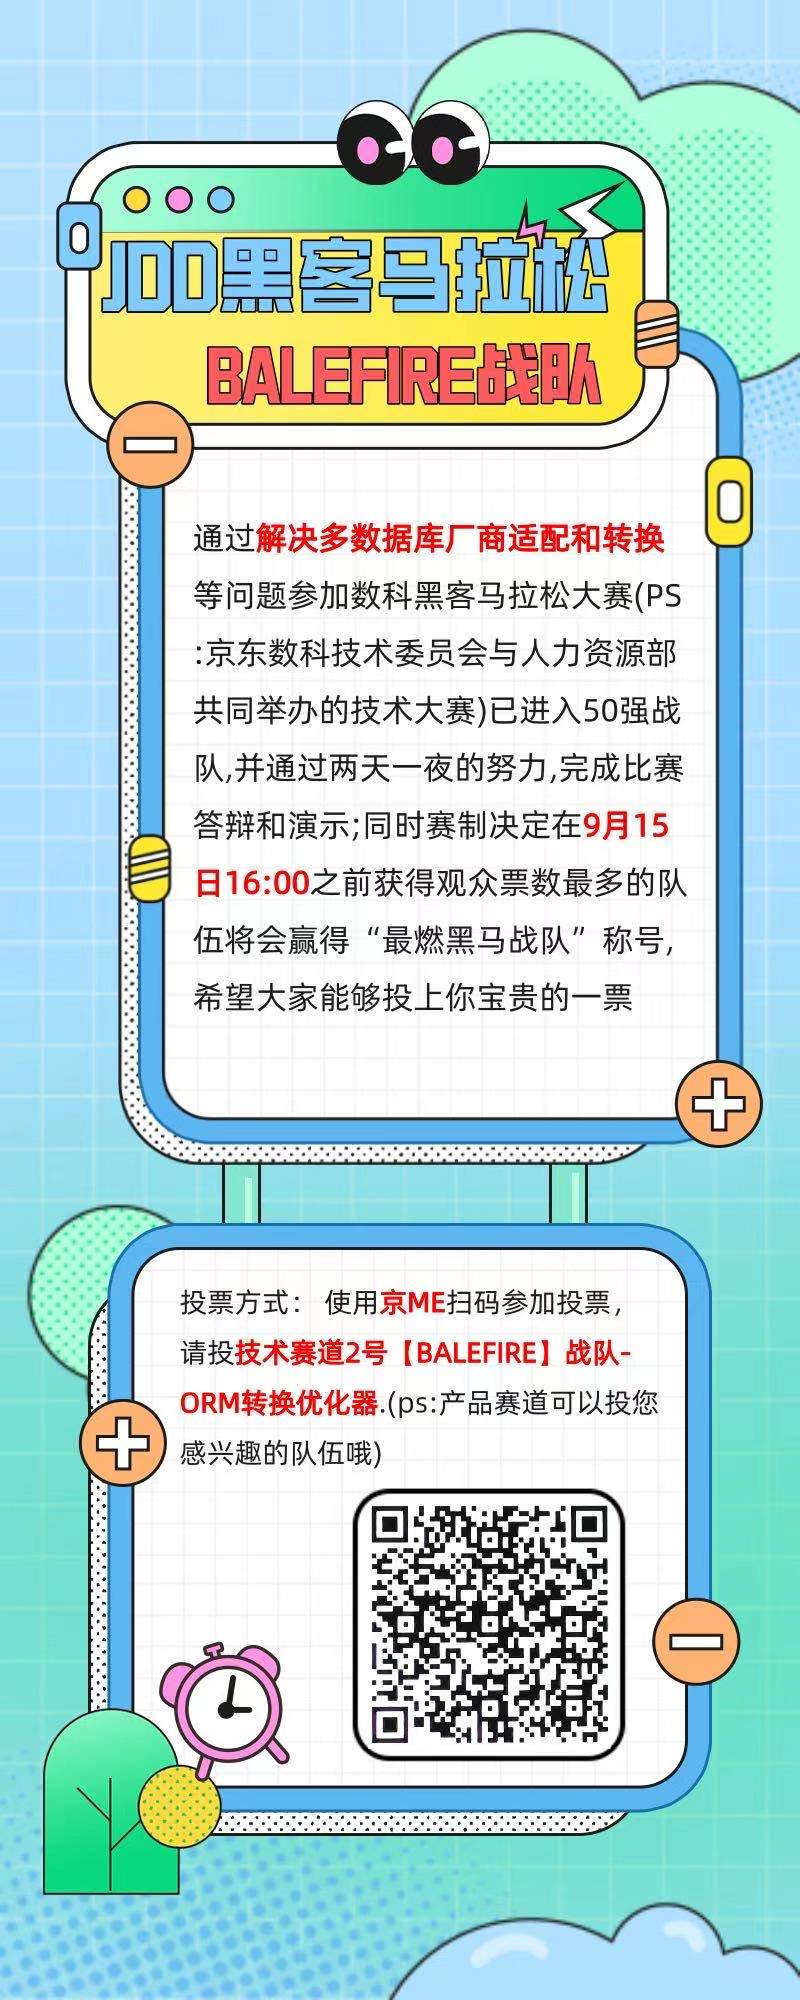 JDD黑客马拉松
BALEFIRE战队
通过解决多数据库厂商适配和转换
等问题参加数科黑客马拉松大赛(PS
:京东数科技术委员会与人力资源部
共同举办的技术大赛)已进入50强战
队,并通过两天一夜的努力,完成比赛
答辩和演示;同时赛制决定在9月15
日16:00之前获得观众票数最多的队
伍将会赢得“最燃黑马战队”称号,
希望大家能够投上你宝贵的一票
投票方式： 使用京ME扫码参加投票，
请投技术赛道2号【BALEFIRE】战队-
ORM转换优化器.(ps:产品赛道可以投您
感兴趣的队伍哦)